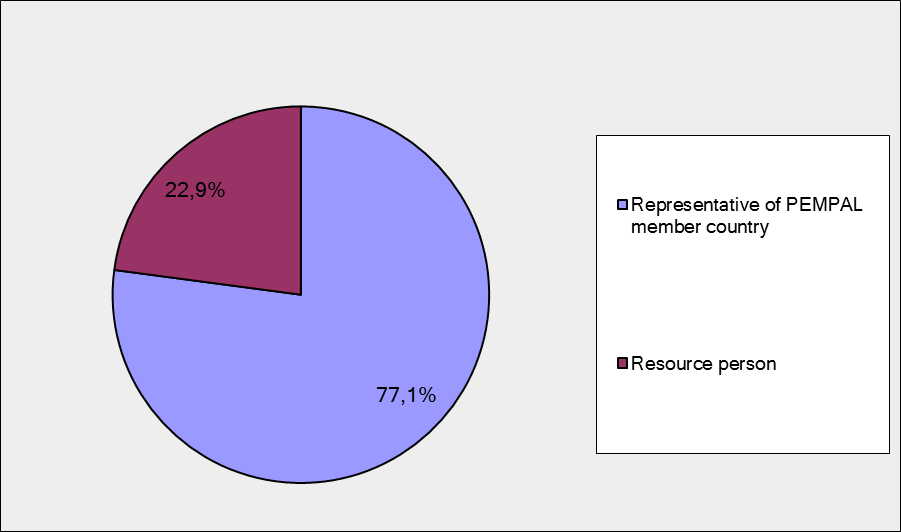 22,9%
77,1%
Representative of PEMPAL
member country
Resource person